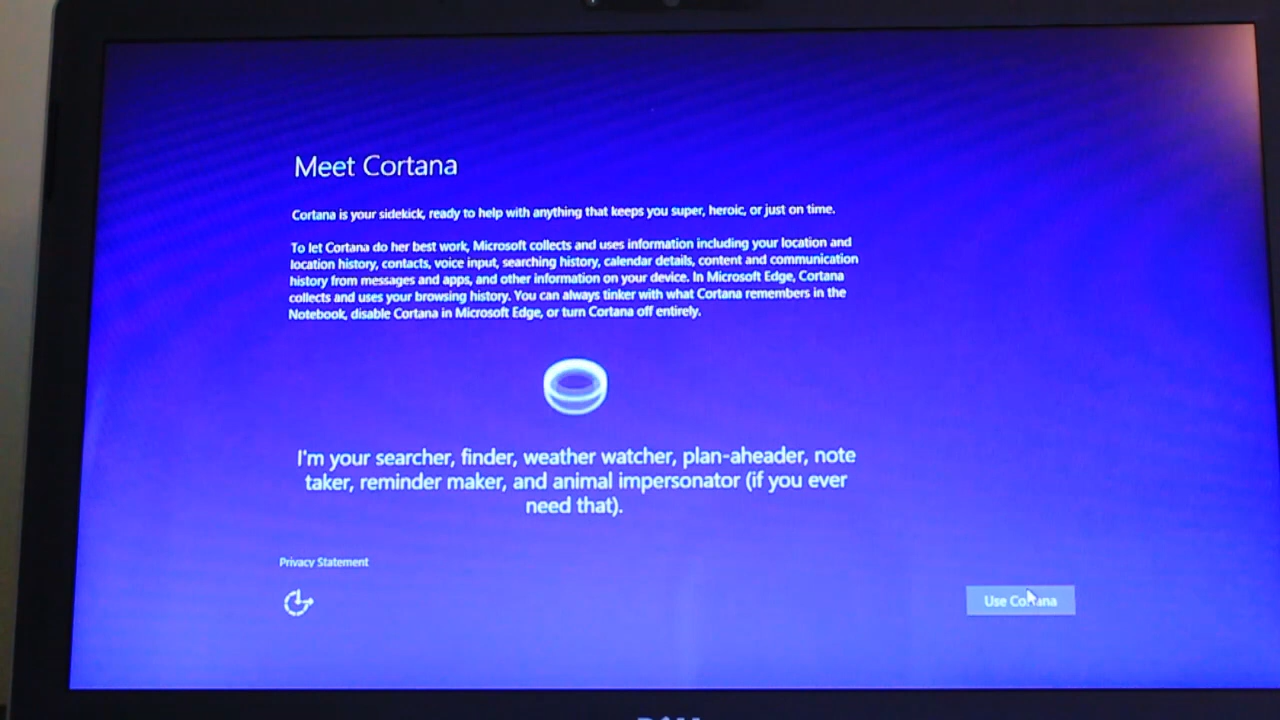 Meet Cortana
Cortana is your sidekick, ready to help with anything that keeps you super, heroic, or just on time.
To let Cortana do her best work, Microsoft collects and uses information including your location and
location history, contacts, voice input, searching history, calendar details, content and communication
history from messages and apps, and other information on your device. In Microsoft Edge, Cortana
collects and uses your browsing history. You can always tinker with what Cortana remembers in the
Notebook, disable Cortana in Microsoft Edge, or turn Cortana off entirely.
I'm your searcher, finder, weather watcher, plan-aheader, note
taker, reminder maker, and animal impersonator (if you ever
need that).
Privacy Statement
Use Cortana